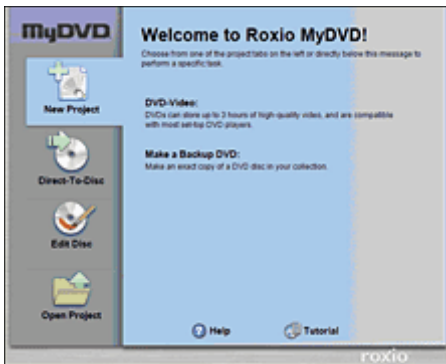 MyDVD
Welcome to Roxio MyDVD!
Choose from one of the project tabs on the left or directly below this message to
perform a specific task.
New Project
DVD-Video:
DVDs can store up to 3 hours of high-quality video, and are compatible
with most set-top DVD players.
Make a Backup DVD:
Make an exact copy of a DVD disc in your collection.
Direct-To-Disc
Edit Disc
Open Project
Help
Tutorial
roxio